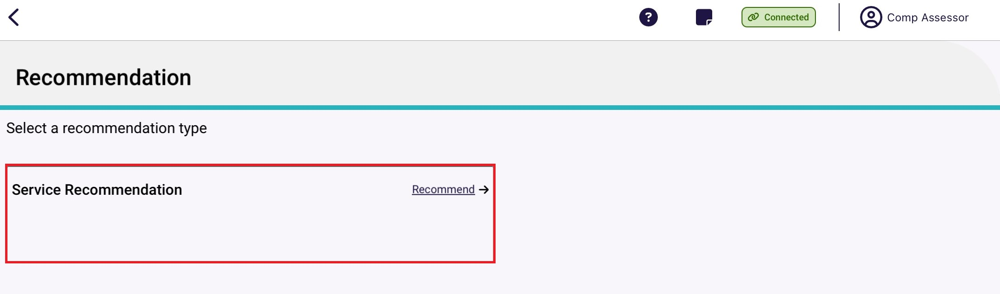 ? Connected Comp Assessor
Recommendation
Select a recommendation type
Service Recommendation Recommend →